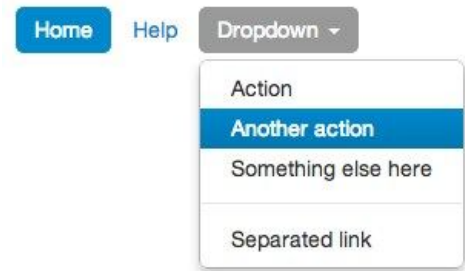 Home Help Dropdown
Action
Another action
Something else here
Separated link